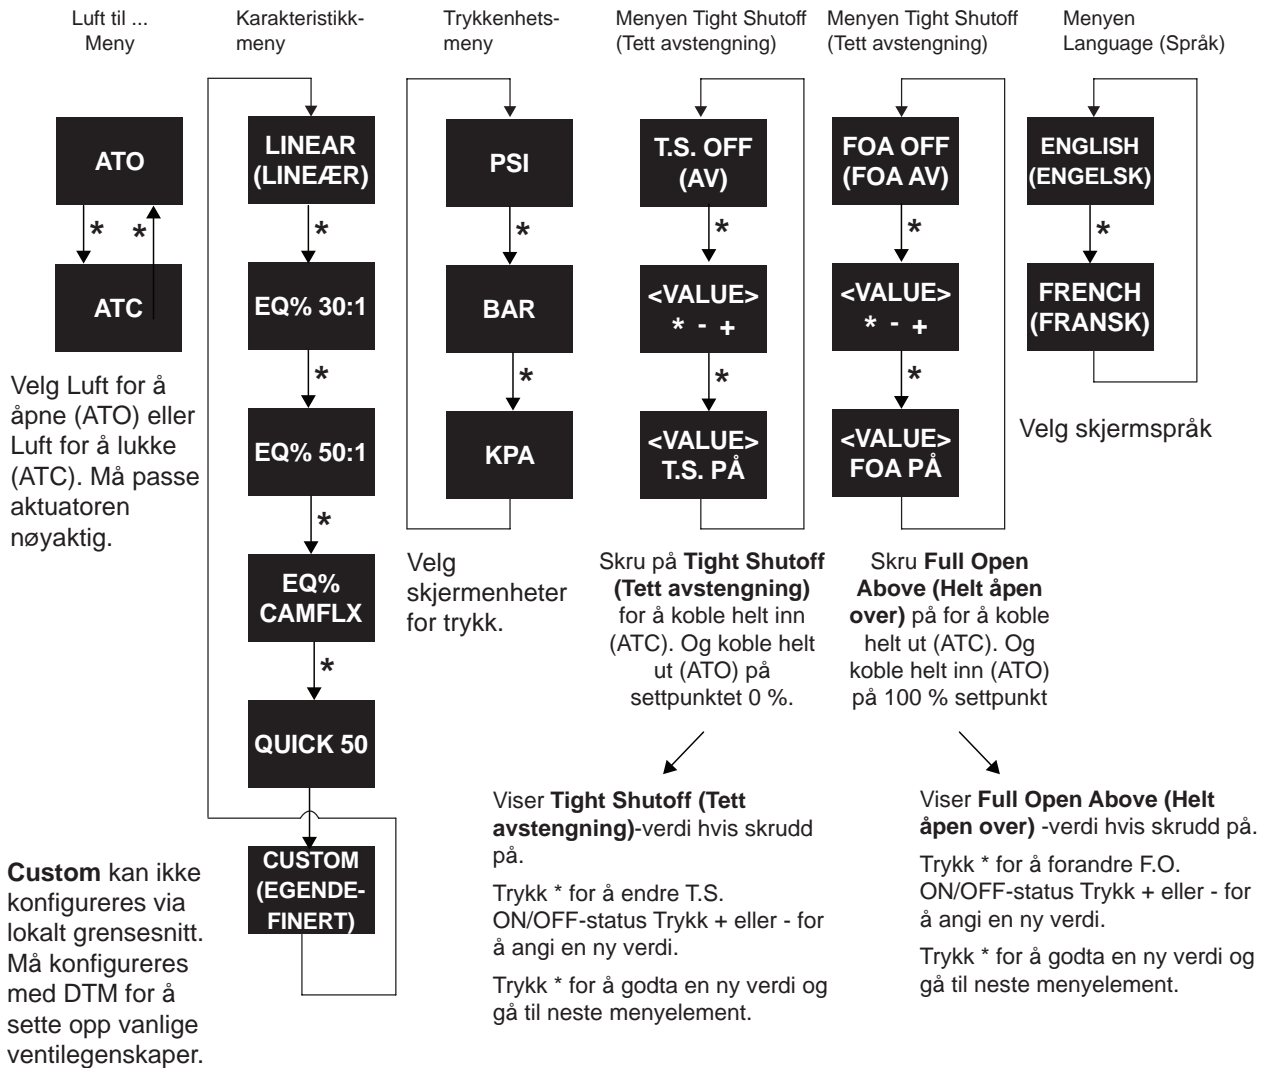 Luft til ...
Meny
Karakteristikk-
meny
Trykkenhets-
meny
Menyen Tight Shutoff
(Tett avstengning)
Menyen Tight Shutoff
(Tett avstengning)
Menyen
Language (Språk)
ATO
*
*
ATC
Velg Luft for å
åpne (ATO) eller
Luft for å lukke
(ATC). Må passe
aktuatoren
nøyaktig.
LINEAR
(LINEÆR)
*
EQ% 30:1
*
EQ% 50:1
*
EQ%
CAMFLX
*
QUICK 50
CUSTOM
(EGENDE-
FINERT)
Custom kan ikke
konfigureres via
lokalt grensesnitt.
Må konfigureres
med DTM for å
sette opp vanlige
ventilegenskaper.
PSI
*
BAR
*
KPA
Velg
skjermenheter
for trykk.
T.S. OFF
(AV)
*
<VALUE>
* - +
*
<VALUE>
T.S. PÅ
Skru på Tight Shutoff
(Tett avstengning)
for å koble helt inn
(ATC). Og koble helt
ut (ATO) på
settpunktet 0 %.
Viser Tight Shutoff (Tett
avstengning)-verdi hvis skrudd
på.
Trykk * for å endre T.S.
ON/OFF-status Trykk + eller - for
å angi en ny verdi.
Trykk * for å godta en ny verdi og
gå til neste menyelement.
FOA OFF
(FOA AV)
*
<VALUE>
* - +
*
<VALUE>
FOA PÅ
Skru Full Open
Above (Helt åpen
over) på for å koble
helt ut (ATC). Og
koble helt inn (ATO)
på 100 % settpunkt
Viser Full Open Above (Helt
åpen over) -verdi hvis skrudd på.
Trykk * for å forandre F.O.
ON/OFF-status Trykk + eller - for
å angi en ny verdi.
Trykk * for å godta en ny verdi og
gå til neste menyelement.
ENGLISH
(ENGELSK)
*
FRENCH
(FRANSK)
Velg skjermspråk